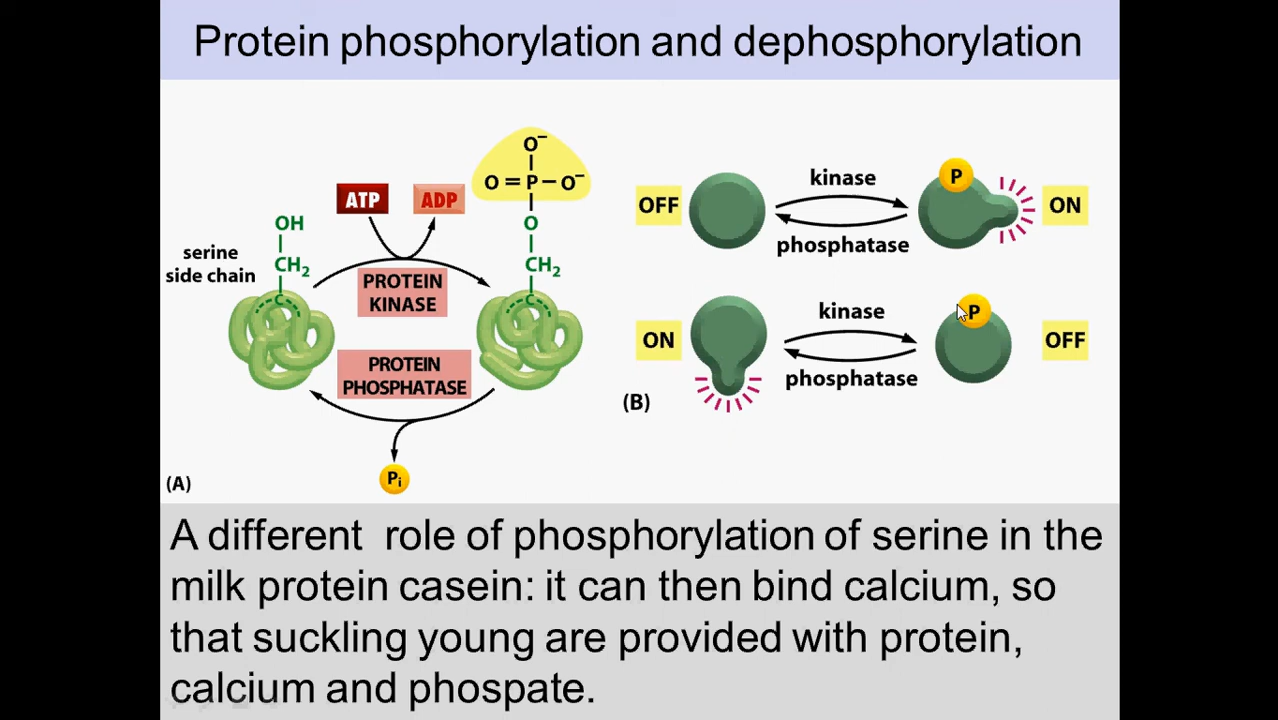 Protein phosphorylation and dephosphorylation
OH
CH₂
C
serine
side chain
ATP
ADP
PROTEIN
KINASE
PROTEIN
PHOSPHATASE
Pi
O⁻
O=P–O⁻
O
CH₂
C
(A)
OFF
kinase
phosphatase
P
ON
ON
kinase
phosphatase
P
OFF
(B)
A different role of phosphorylation of serine in the
milk protein casein: it can then bind calcium, so
that suckling young are provided with protein,
calcium and phospate.